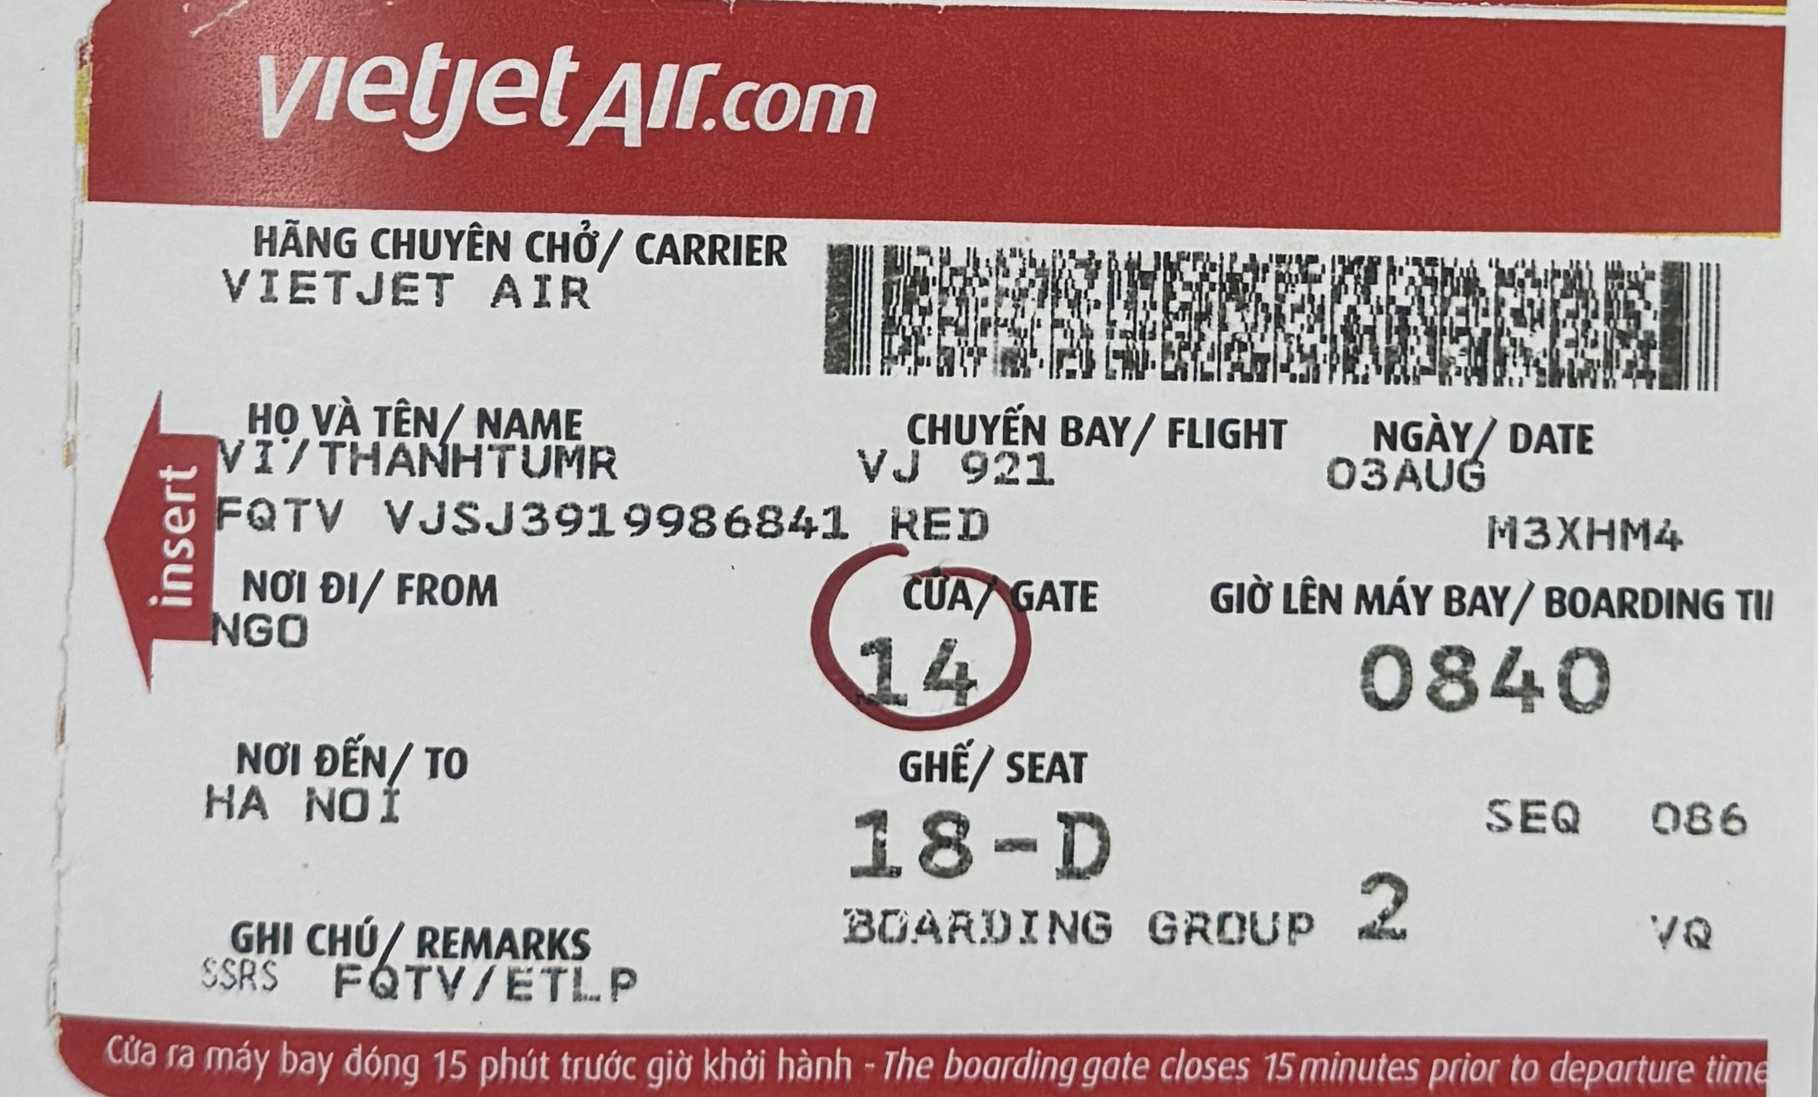 vietjetAir.com
HÃNG CHUYÊN CHỞ/ CARRIER
VIETJET AIR
HỌ VÀ TÊN/ NAME
VI/THANHTUMR
CHUYẾN BAY/ FLIGHT
VJ 921
NGÀY/ DATE
03AUG
FQTV VJSJ3919986841 RED
M3XHM4
insert
NƠI ĐI/ FROM
NGO
CỬA/ GATE
14
GIỜ LÊN MÁY BAY/ BOARDING
0840
NƠI ĐẾN/ TO
HA NOI
GHẾ/ SEAT
18-D
SEQ 086
BOARDING GROUP 2
VQ
GHI CHÚ/ REMARKS
SSRS FQTV/ETLP
Cửa ra máy bay đóng 15 phút trước giờ khởi hành - The boarding gate closes 15 minutes prior to departure time